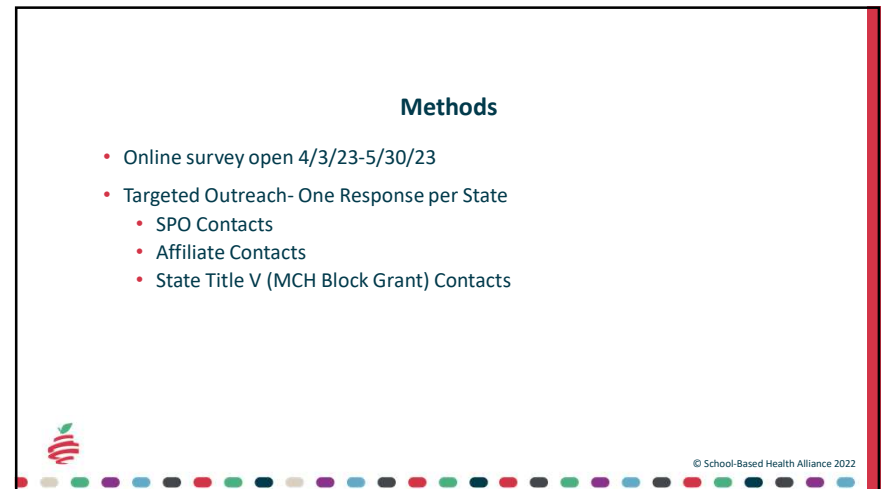 Methods
• Online survey open 4/3/23-5/30/23
• Targeted Outreach- One Response per State
• SPO Contacts
• Affiliate Contacts
• State Title V (MCH Block Grant) Contacts
© School-Based Health Alliance 2022